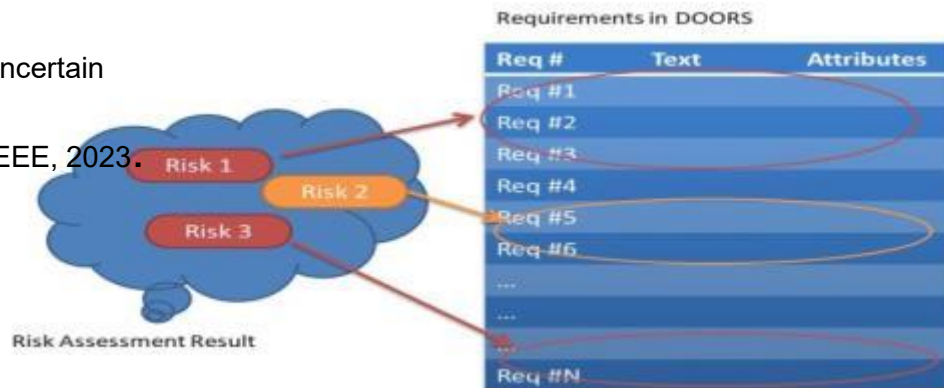 ncertain
EEE, 2023.
Risk 1
Risk 2
Risk 3
Risk Assessment Result
Requirements in DOORS
Req # Text Attributes
Req #1
Req #2
Req #3
Req #4
Req #5
Req #6
...
...
...
Req #N